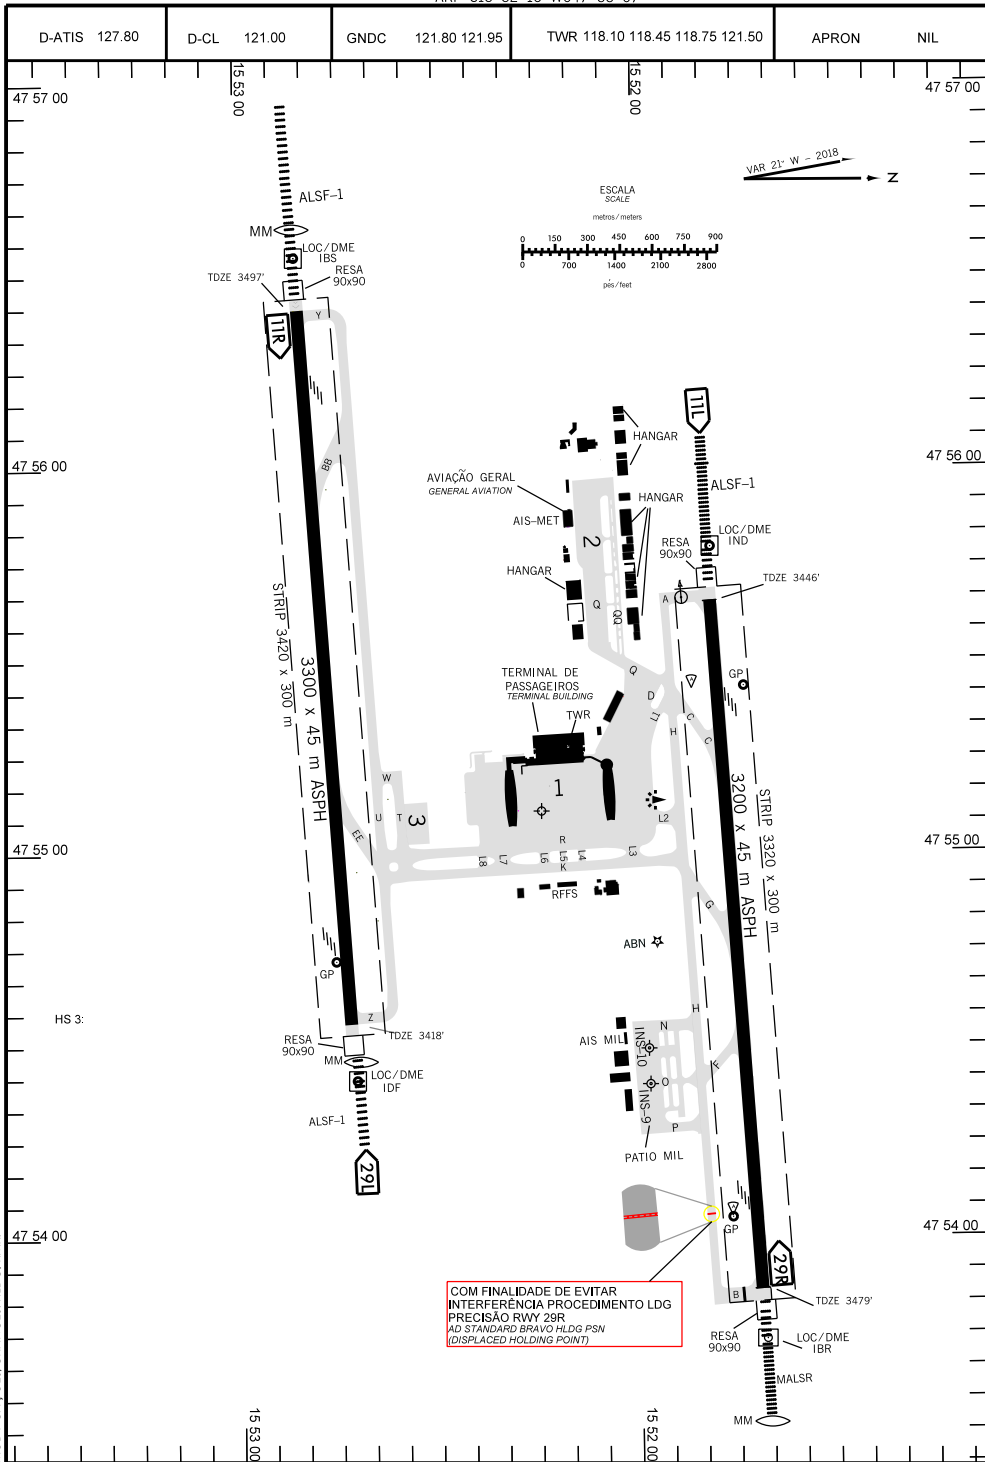 D-ATIS 127.80
D-CL 121.00
GNDC 121.80 121.95
TWR 118.10 118.45 118.75 121.50
APRON NIL
15 53 00
15 52 00
47 57 00
47 57 00
VAR 21° W - 2018
N
ESCALA
SCALE
metros/meters
0 150 300 450 600 750 900
0 700 1400 2100 2800
pés/feet
ALSF-1
MM
LOC/DME
IBS
RESA
90x90
TDZE 3497'
Y
11R
11L
HANGAR
BB
47 56 00
47 56 00
AVIAÇÃO GERAL
GENERAL AVIATION
ALSF-1
HANGAR
AIS-MET
2
LOC/DME
IND
RESA
90x90
HANGAR
TDZE 3446'
A
A
Q
QQ
STRIP 3420 x 300 m
3300 x 45 m ASPH
TERMINAL DE
PASSAGEIROS
TERMINAL BUILDING
TWR
Q
D
L1
GP
C
H
C
W
1
3200 x 45 m ASPH
STRIP 3320 x 300 m
U T
3
L2
EE
R
47 55 00
47 55 00
L8 L7 L6 L5 L4 L3
K
RFFS
G
ABN
GP
HS 3:
Z
H
N
TDZE 3418'
RESA
90x90
AIS MIL
INS-10
MM
LOC/DME
IDF
O
F
INS-9
ALSF-1
P
PATIO MIL
29L
GP
47 54 00
47 54 00
29R
COM FINALIDADE DE EVITAR
INTERFERÊNCIA PROCEDIMENTO LDG
PRECISÃO RWY 29R
AD STANDARD BRAVO HLDG PSN
(DISPLACED HOLDING POINT)
B
TDZE 3479'
RESA
90x90
LOC/DME
IBR
MALSR
MM
15 53 00
15 52 00